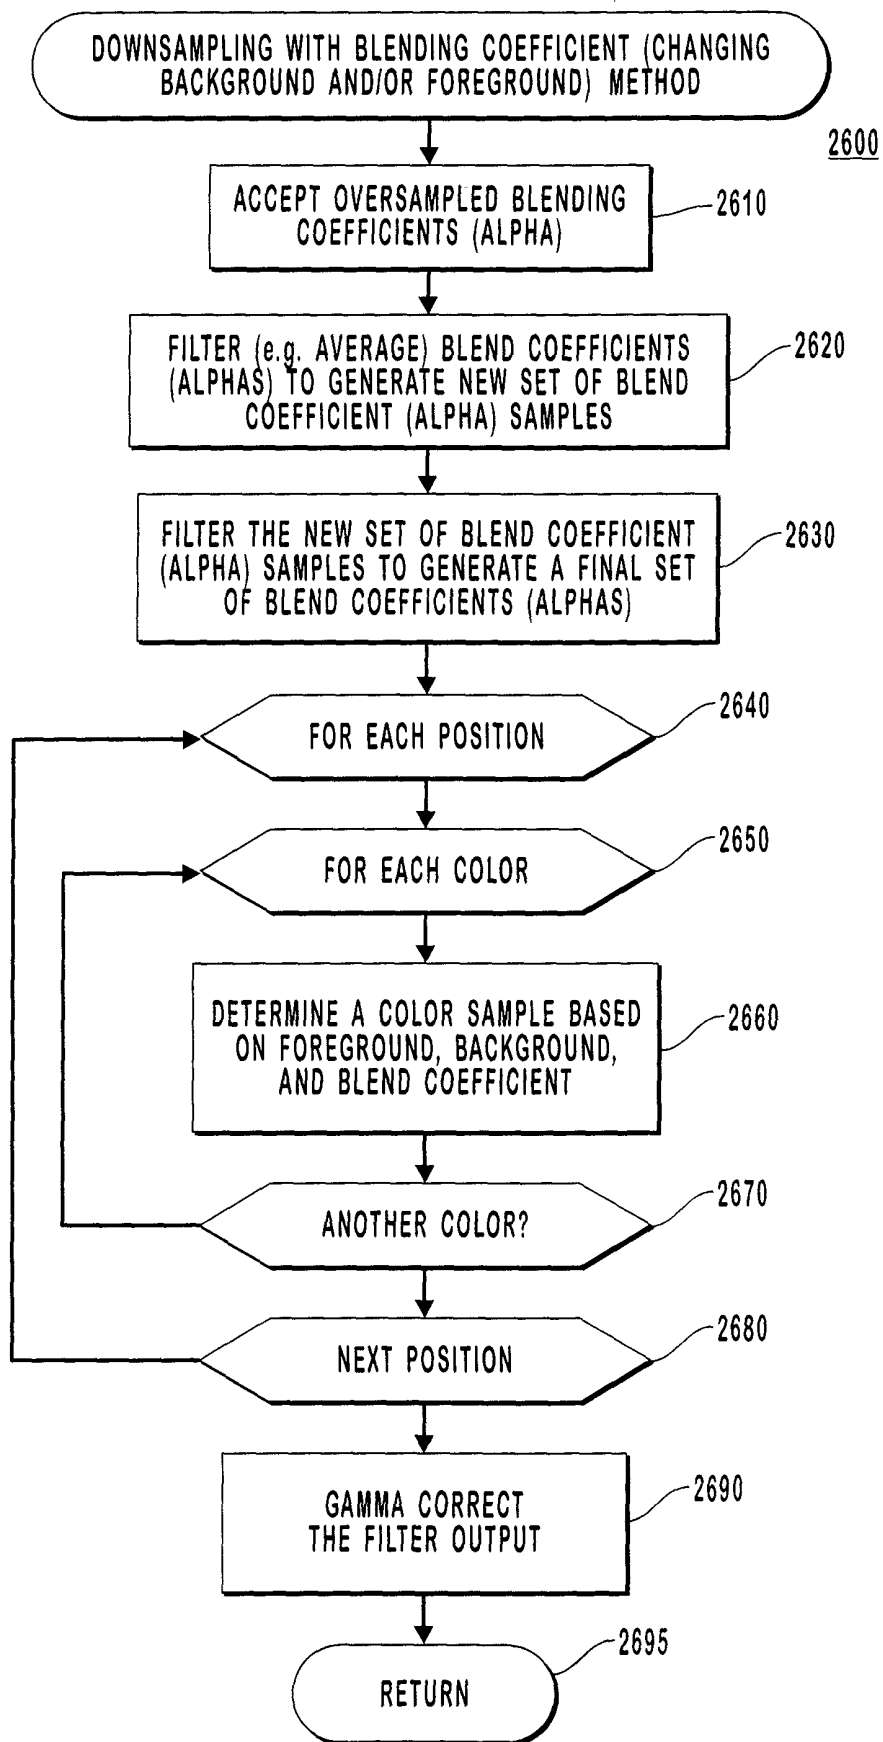 DOWNSAMPLING WITH BLENDING COEFFICIENT (CHANGING
BACKGROUND AND/OR FOREGROUND) METHOD
2600
ACCEPT OVERSAMPLED BLENDING
COEFFICIENTS (ALPHA)
2610
FILTER (e.g. AVERAGE) BLEND COEFFICIENTS
(ALPHAS) TO GENERATE NEW SET OF BLEND
COEFFICIENT (ALPHA) SAMPLES
2620
FILTER THE NEW SET OF BLEND COEFFICIENT
(ALPHA) SAMPLES TO GENERATE A FINAL SET
OF BLEND COEFFICIENTS (ALPHAS)
2630
FOR EACH POSITION
2640
FOR EACH COLOR
2650
DETERMINE A COLOR SAMPLE BASED
ON FOREGROUND, BACKGROUND,
AND BLEND COEFFICIENT
2660
ANOTHER COLOR?
2670
NEXT POSITION
2680
GAMMA CORRECT
THE FILTER OUTPUT
2690
RETURN
2695